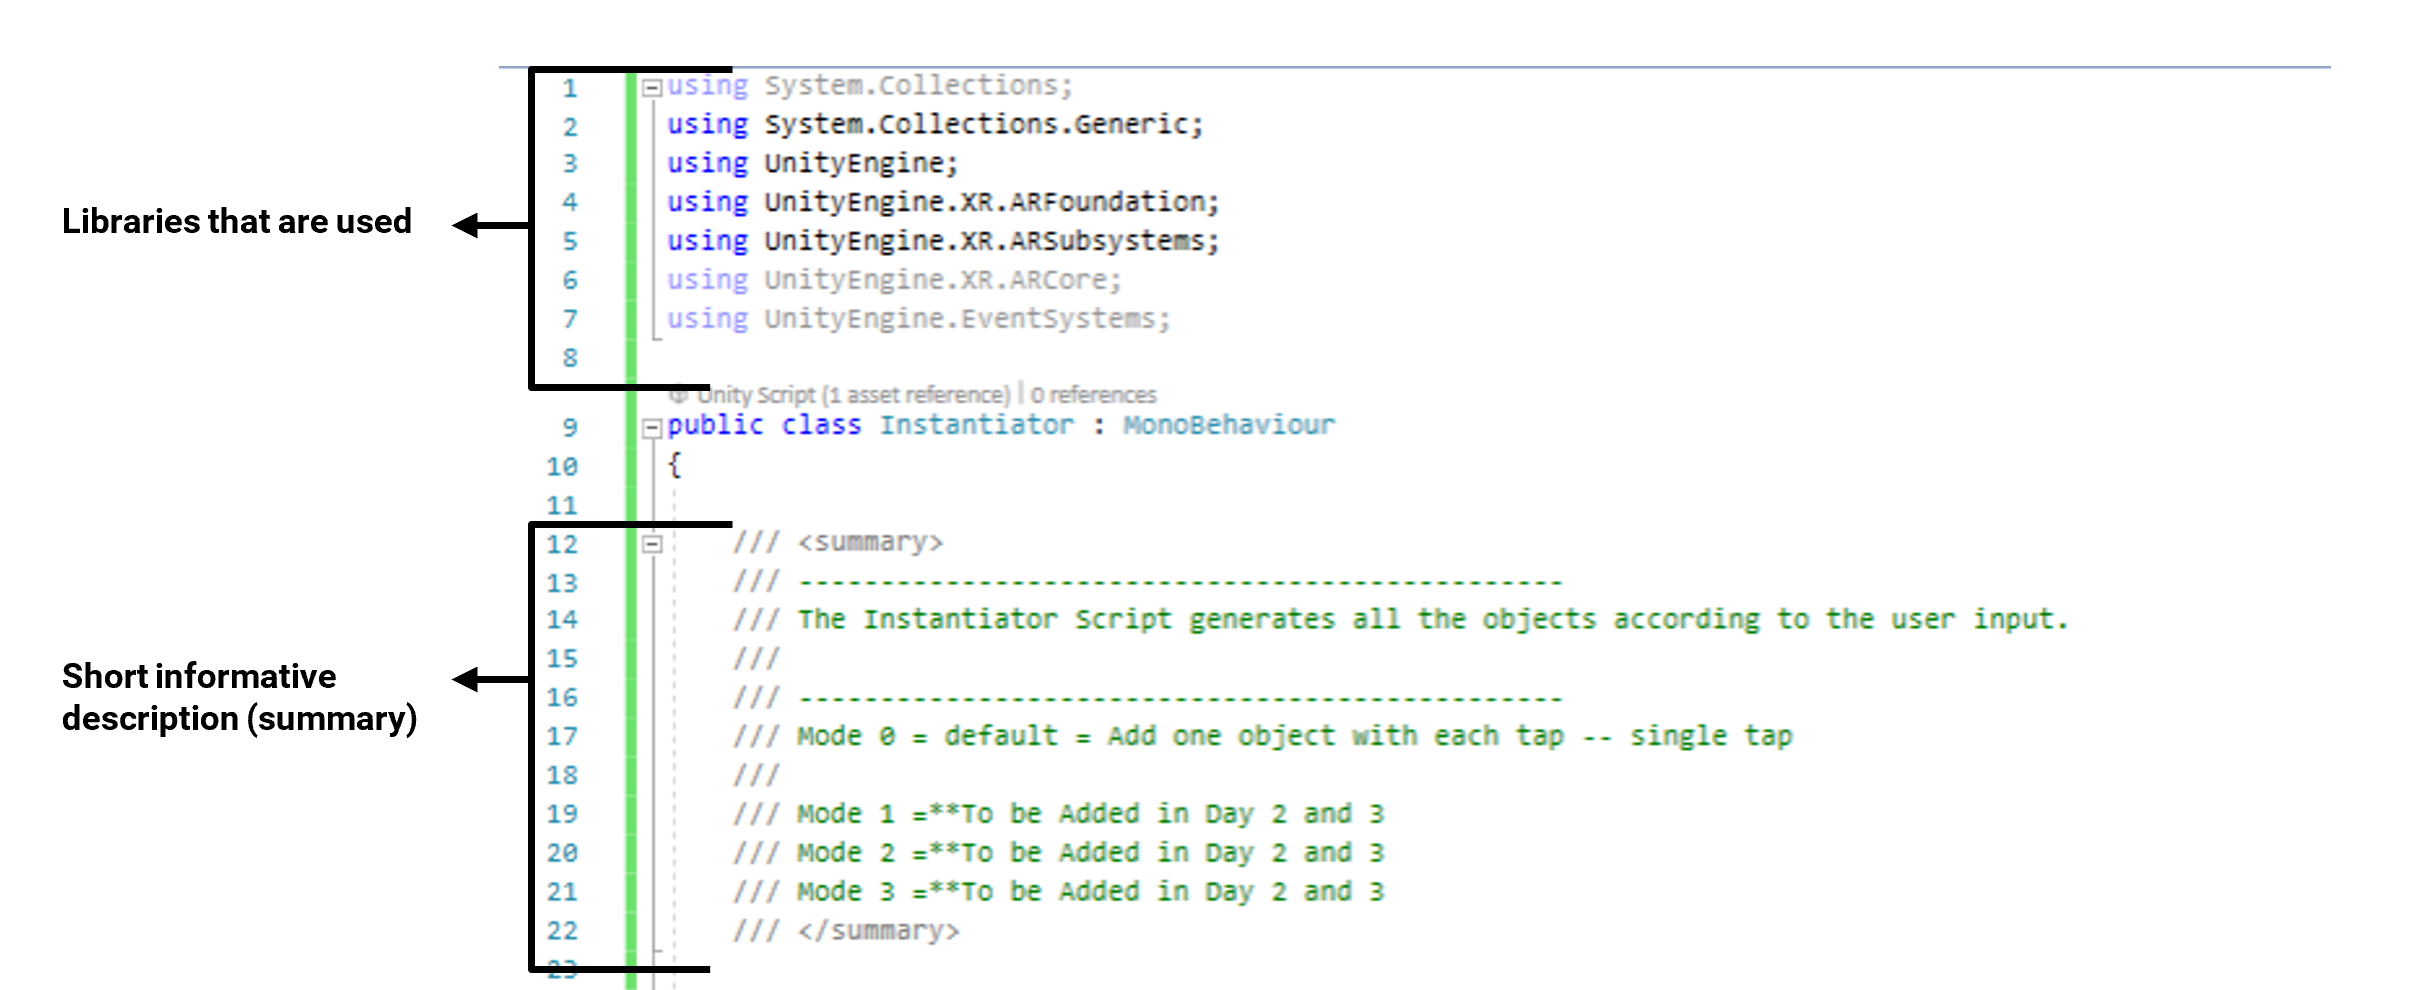 1 using System.Collections;
2 using System.Collections.Generic;
3 using UnityEngine;
4 using UnityEngine.XR.ARFoundation;
5 using UnityEngine.XR.ARSubsystems;
6 using UnityEngine.XR.ARCore;
7 using UnityEngine.EventSystems;
8
Libraries that are used
Unity Script (1 asset reference) | 0 references
9 public class Instantiator : MonoBehaviour
10 {
11
12 /// <summary>
13 /// -----------------------------------------------
14 /// The Instantiator Script generates all the objects according to the user input.
15 ///
16 /// -----------------------------------------------
17 /// Mode 0 = default = Add one object with each tap -- single tap
18 ///
19 /// Mode 1 =**To be Added in Day 2 and 3
20 /// Mode 2 =**To be Added in Day 2 and 3
21 /// Mode 3 =**To be Added in Day 2 and 3
22 /// </summary>
23
Short informative
description (summary)